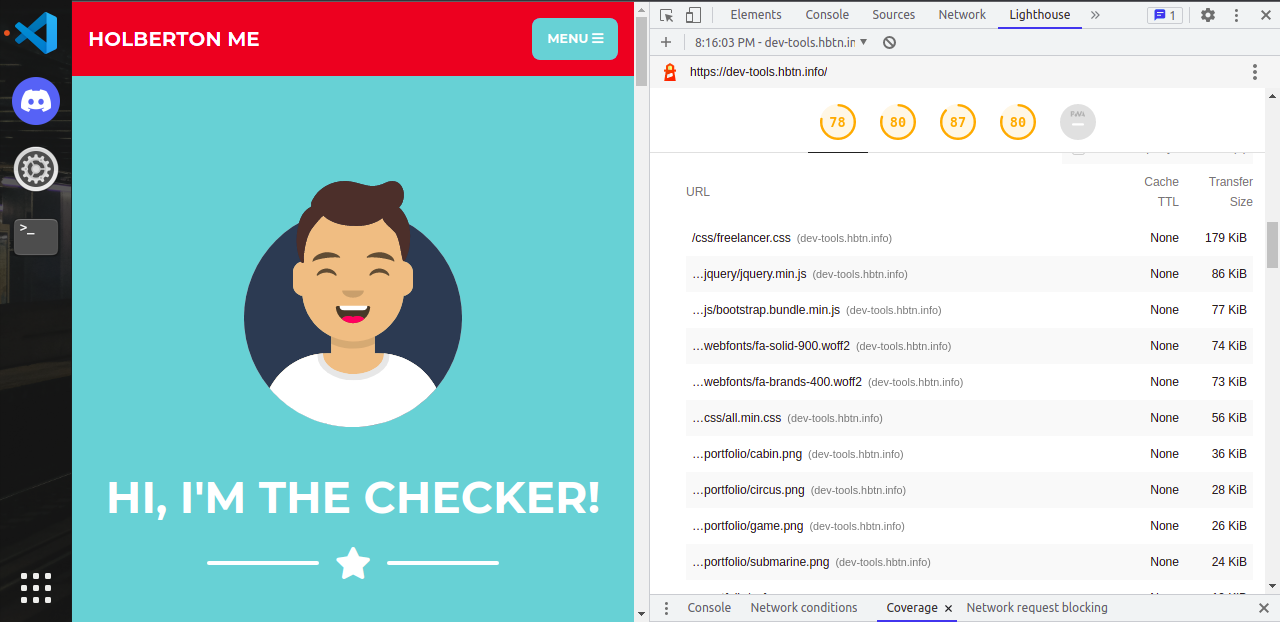 HOLBERTON ME
MENU
HI, I'M THE CHECKER!
>_
Elements Console Sources Network Lighthouse » 1
8:16:03 PM - dev-tools.hbtn.in
https://dev-tools.hbtn.info/
78 80 87 80 PWA
URL Cache TTL Transfer Size
/css/freelancer.css (dev-tools.hbtn.info) None 179 KiB
…jquery/jquery.min.js (dev-tools.hbtn.info) None 86 KiB
…js/bootstrap.bundle.min.js (dev-tools.hbtn.info) None 77 KiB
…webfonts/fa-solid-900.woff2 (dev-tools.hbtn.info) None 74 KiB
…webfonts/fa-brands-400.woff2 (dev-tools.hbtn.info) None 73 KiB
…css/all.min.css (dev-tools.hbtn.info) None 56 KiB
…portfolio/cabin.png (dev-tools.hbtn.info) None 36 KiB
…portfolio/circus.png (dev-tools.hbtn.info) None 28 KiB
…portfolio/game.png (dev-tools.hbtn.info) None 26 KiB
…portfolio/submarine.png (dev-tools.hbtn.info) None 24 KiB
Console Network conditions Coverage × Network request blocking